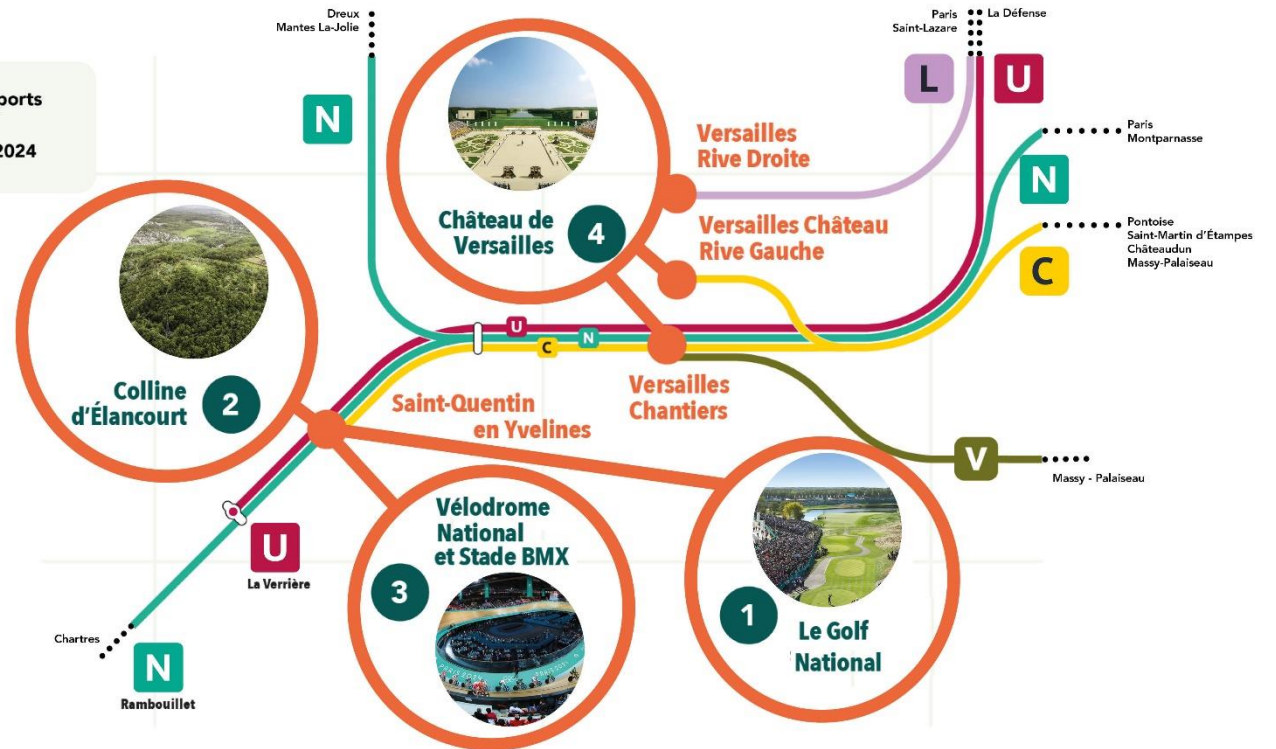 2024
Dreux
Mantes La-Jolie
N
Paris
Saint-Lazare
La Défense
L
U
Paris
Montparnasse
N
Pontoise
Saint-Martin d'Étampes
Châteaudun
Massy-Palaiseau
C
Versailles
Rive Droite
Château de
Versailles
4
Versailles Château
Rive Gauche
U
N
C
Versailles
Chantiers
V
Massy - Palaiseau
Colline
d'Élancourt
2
Saint-Quentin
en Yvelines
Vélodrome
National
et Stade BMX
3
1
Le Golf
National
U
La Verrière
Chartres
N
Rambouillet